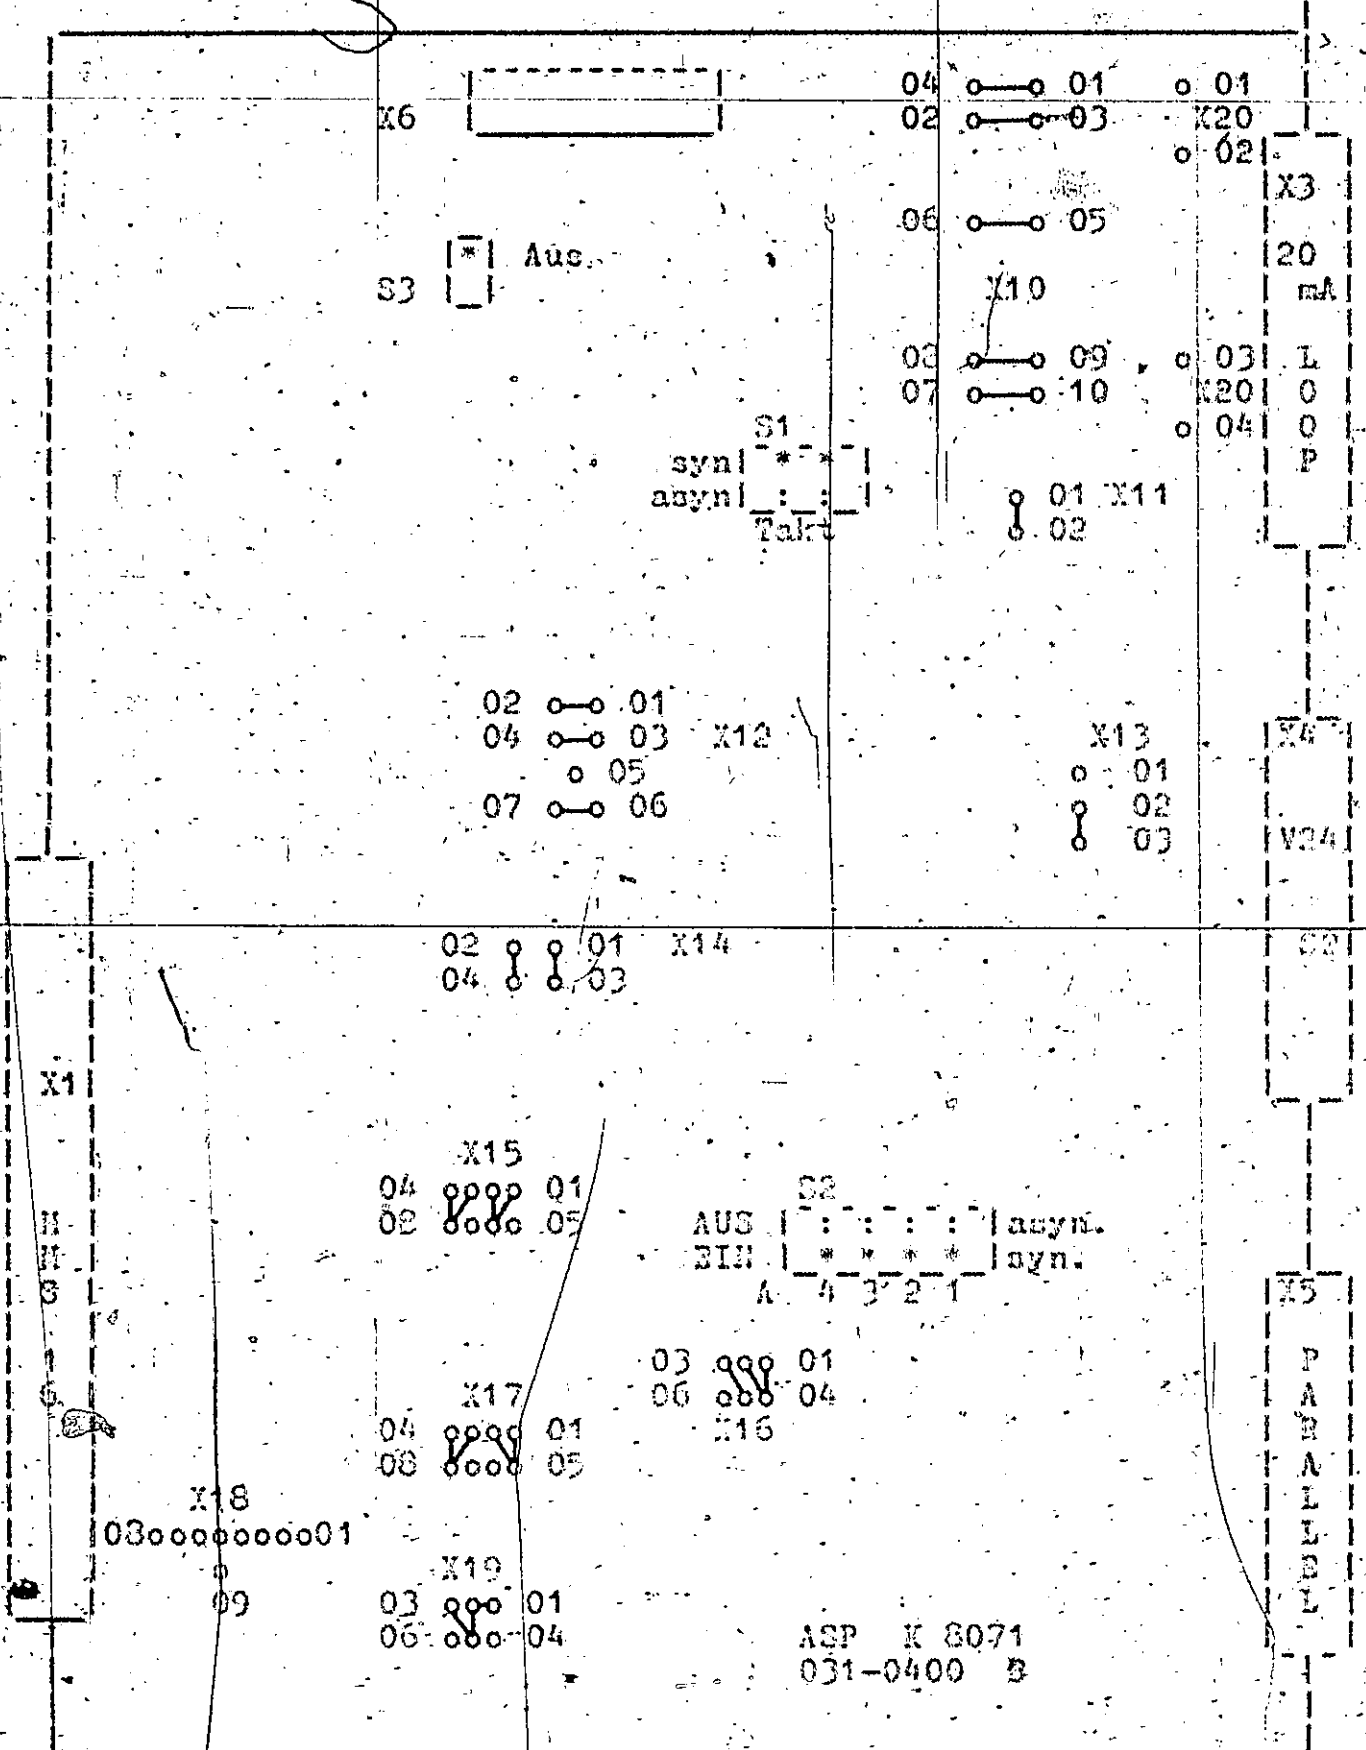 04 01 01
X6 02 03 X20
02
X3
06 05
Aus.
20
S3 X10 mA
08 09 03 L
07 10 X20 O
S1 04 O
syn * * P
asyn : : 01 X11
Takt 02
02 01
04 03 X12 X13 X4
05 01
07 06 02
03 V24
02 01 X14
04 03
X1
X15
04 01 S2
02 05 AUS : : : : asyn.
EIN * * * * syn.
S A 4 3 2 1 X5
03 01 P
X17 06 04 A
04 01 X16 R
08 05 A
X18 L
08 01 L
X19 E
09 03 01 L
06 04 ASP K 8071
031-0400 B